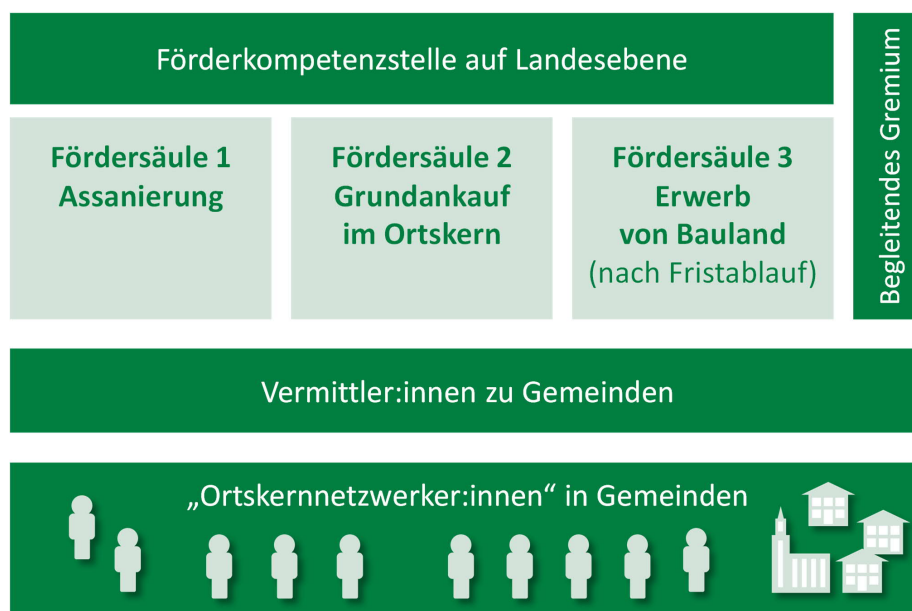 Förderkompetenzstelle auf Landesebene
Fördersäule 1
Assanierung
Fördersäule 2
Grundankauf
im Ortskern
Fördersäule 3
Erwerb
von Bauland
(nach Fristablauf)
Begleitendes Gremium
Vermittler:innen zu Gemeinden
„Ortskernnetzwerker:innen“ in Gemeinden